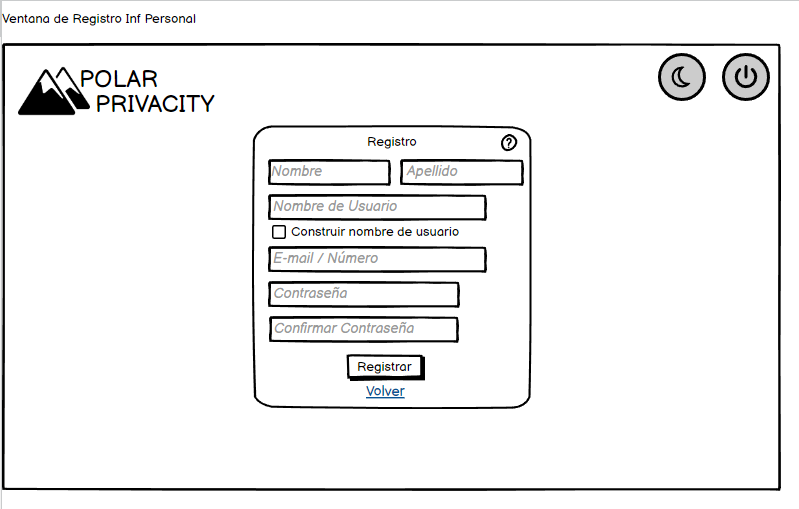 Ventana de Registro Inf Personal
POLAR
PRIVACITY
Registro
?
Nombre
Apellido
Nombre de Usuario
Construir nombre de usuario
E-mail / Número
Contraseña
Confirmar Contraseña
Registrar
Volver